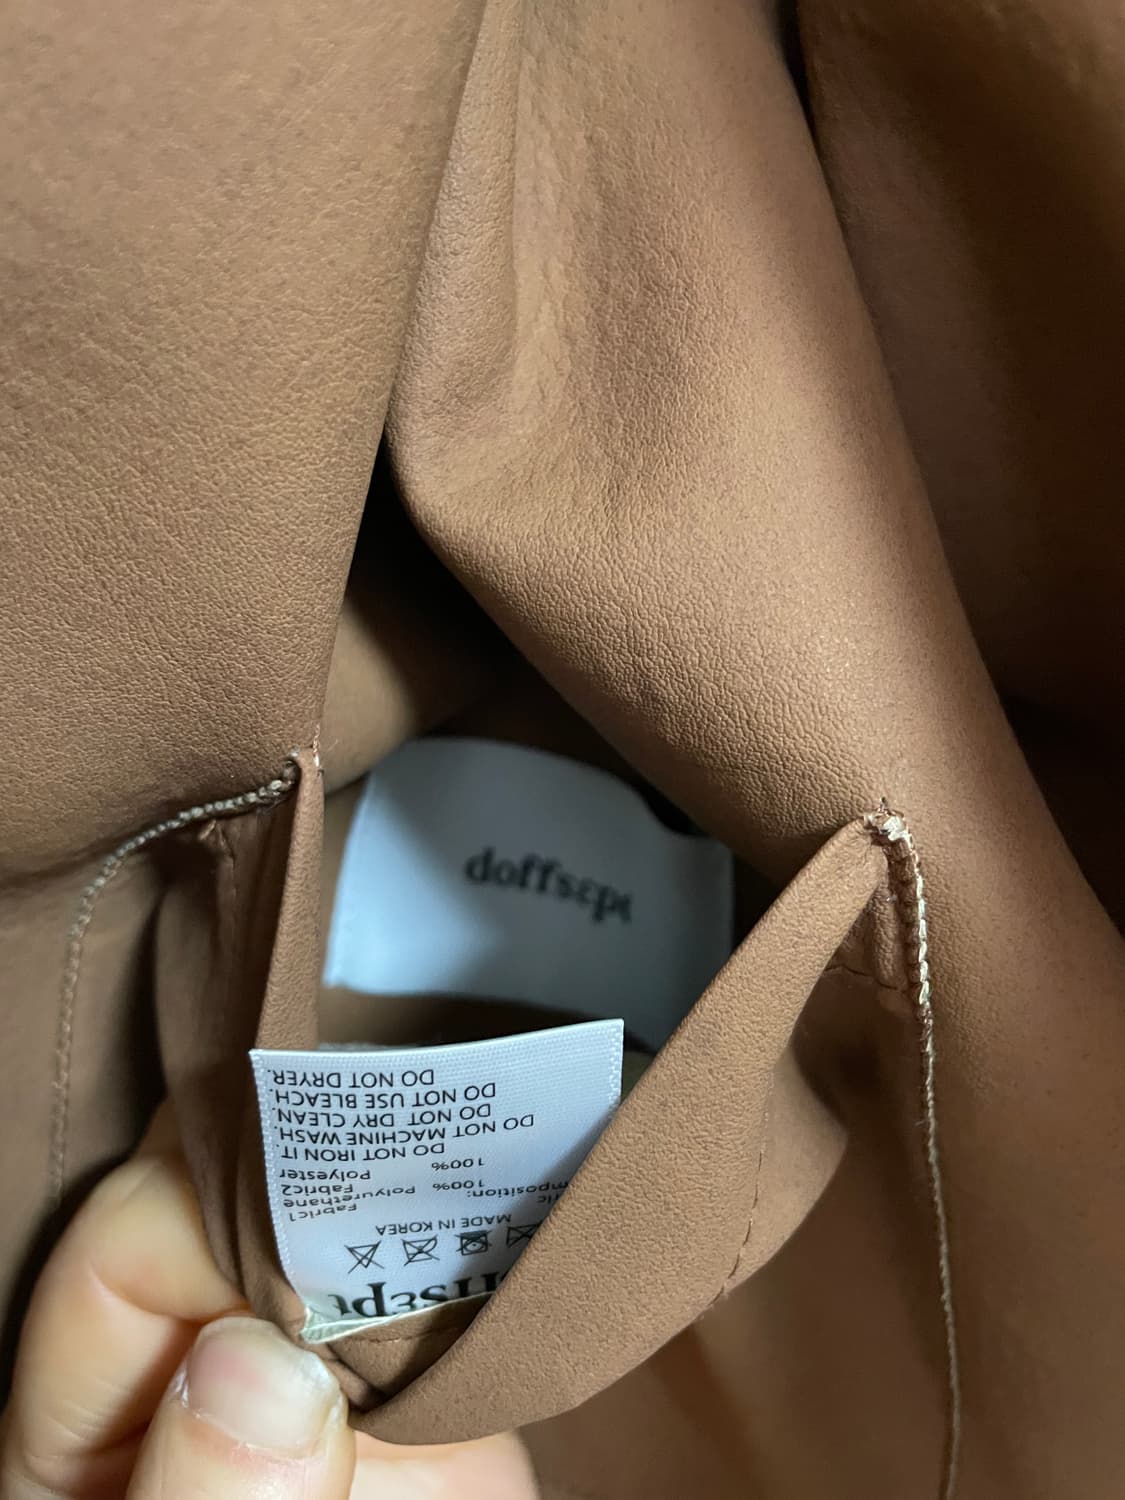 doffsept
MADE IN KOREA
mposition:
Fabric1
100% Polyurethane
Fabric2
100% Polyester
DO NOT IRON IT.
DO NOT MACHINE WASH.
DO NOT DRY CLEAN.
DO NOT USE BLEACH.
DO NOT DRYER.